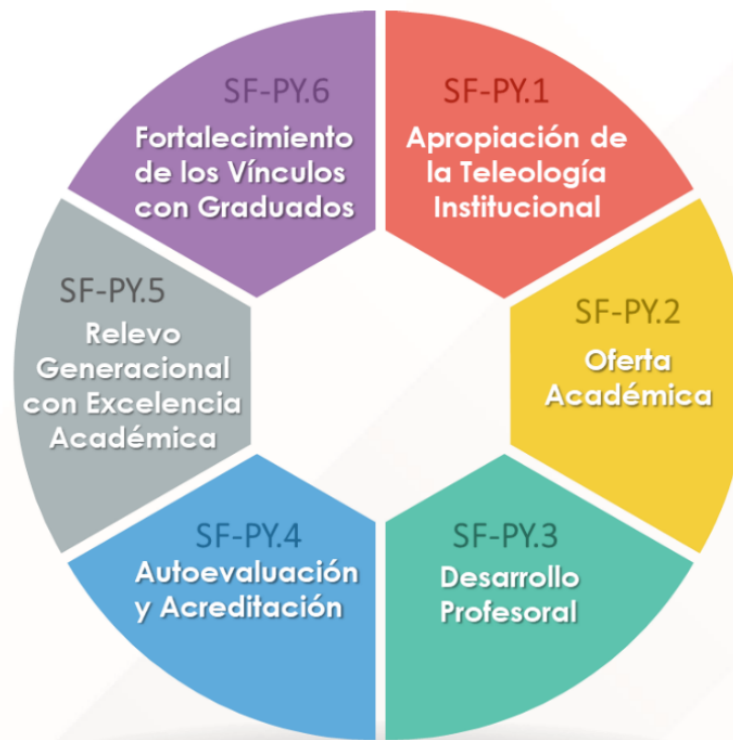 SF-PY.1
Apropiación de
la Teleología
Institucional
SF-PY.2
Oferta
Académica
SF-PY.3
Desarrollo
Profesoral
SF-PY.4
Autoevaluación
y Acreditación
SF-PY.5
Relevo
Generacional
con Excelencia
Académica
SF-PY.6
Fortalecimiento
de los Vínculos
con Graduados